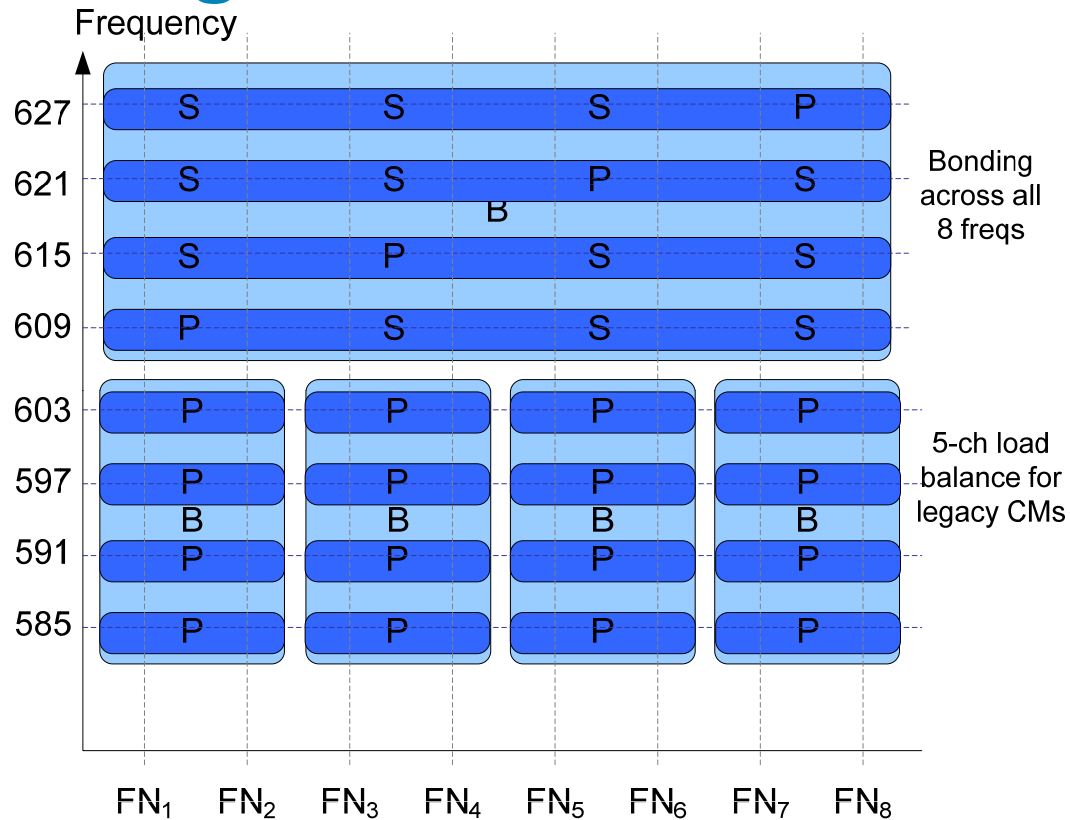 Frequency
627 S S S P
621 S S P S
B
615 S P S S
609 P S S S
Bonding
across all
8 freqs
603 P P P P
597 P P P P
B B B B
591 P P P P
585 P P P P
5-ch load
balance for
legacy CMs
FN₁ FN₂ FN₃ FN₄ FN₅ FN₆ FN₇ FN₈